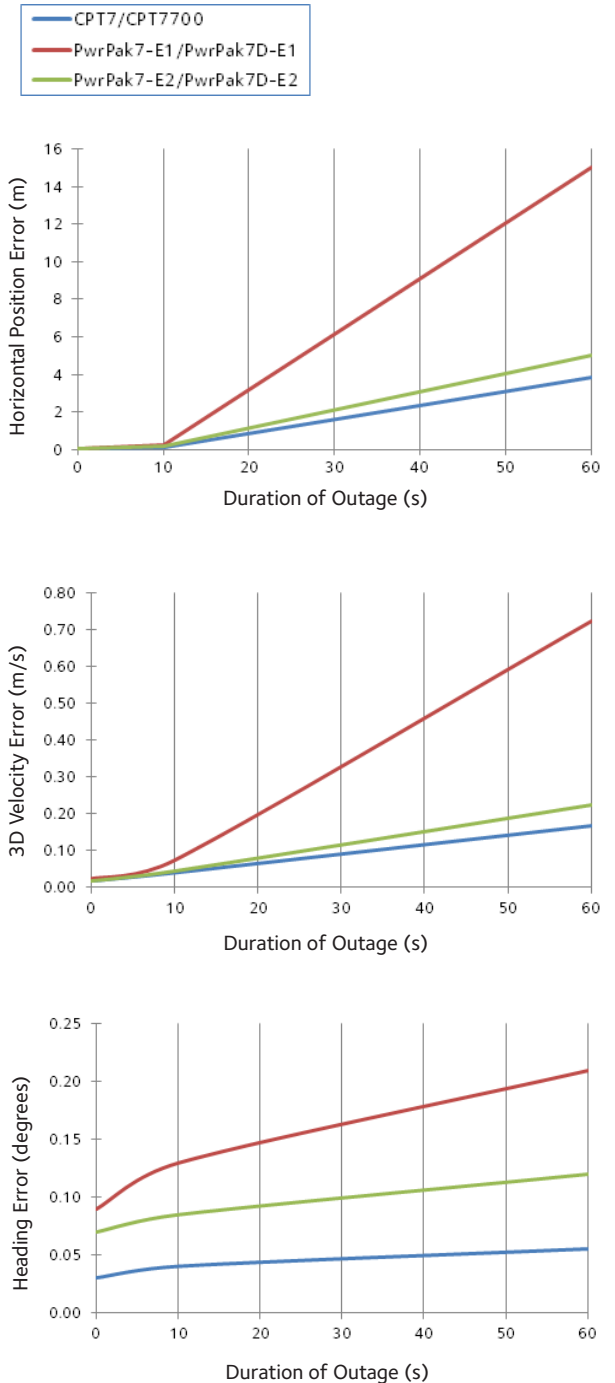 CPT7/CPT7700
PwrPak7-E1/PwrPak7D-E1
PwrPak7-E2/PwrPak7D-E2
Horizontal Position Error (m)
16
14
12
10
8
6
4
2
0
0 10 20 30 40 50 60
Duration of Outage (s)
3D Velocity Error (m/s)
0.80
0.70
0.60
0.50
0.40
0.30
0.20
0.10
0.00
0 10 20 30 40 50 60
Duration of Outage (s)
Heading Error (degrees)
0.25
0.20
0.15
0.10
0.05
0.00
0 10 20 30 40 50 60
Duration of Outage (s)